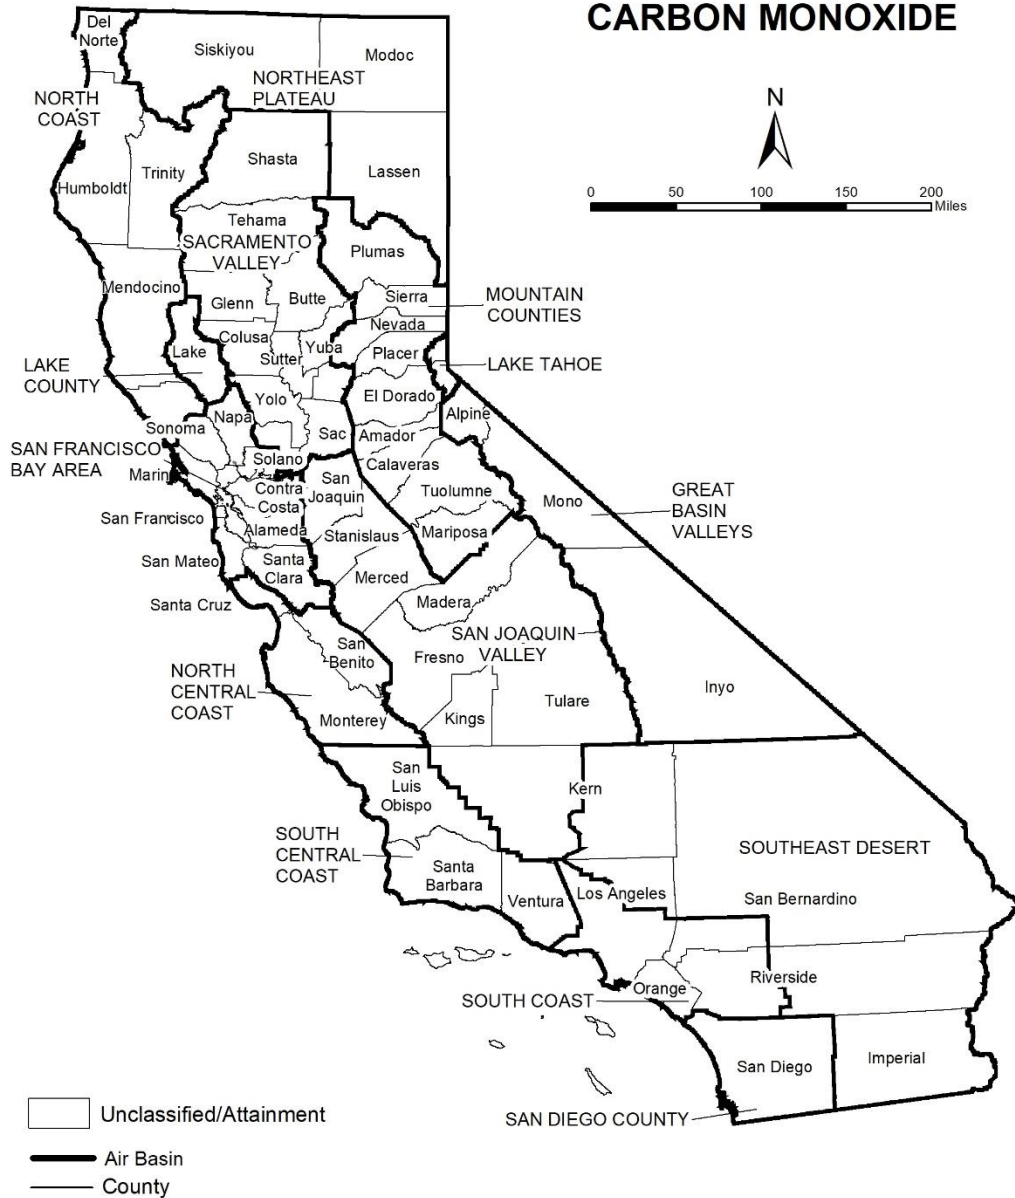 CARBON MONOXIDE
Del
Norte
Siskiyou
Modoc
NORTHEAST
PLATEAU
NORTH
COAST
N
0 50 100 150 200
Miles
Humboldt
Trinity
Shasta
Lassen
Tehama
SACRAMENTO
VALLEY
Plumas
Mendocino
Glenn
Butte
Sierra
MOUNTAIN
COUNTIES
Nevada
Colusa
Sutter
Yuba
Placer
Lake
LAKE
COUNTY
LAKE TAHOE
El Dorado
Yolo
Napa
Alpine
Sonoma
Sac
Amador
SAN FRANCISCO
BAY AREA
Marin
Solano
Calaveras
Contra
Costa
San
Joaquin
Tuolumne
Mono
GREAT
BASIN
VALLEYS
San Francisco
Alameda
Stanislaus
Mariposa
San Mateo
Santa
Clara
Merced
Santa Cruz
Madera
SAN JOAQUIN
VALLEY
San
Benito
Fresno
NORTH
CENTRAL
COAST
Monterey
Kings
Tulare
Inyo
San
Luis
Obispo
Kern
SOUTH
CENTRAL
COAST
Santa
Barbara
Ventura
Los Angeles
SOUTHEAST DESERT
San Bernardino
Orange
Riverside
SOUTH COAST
San Diego
Imperial
SAN DIEGO COUNTY
Unclassified/Attainment
Air Basin
County